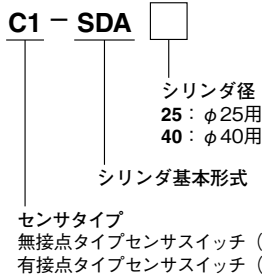 C1－SDA
シリンダ径
25：φ25用
40：φ40用
シリンダ基本形式
センサタイプ
無接点タイプセンサスイッチ（
有接点タイプセンサスイッチ（